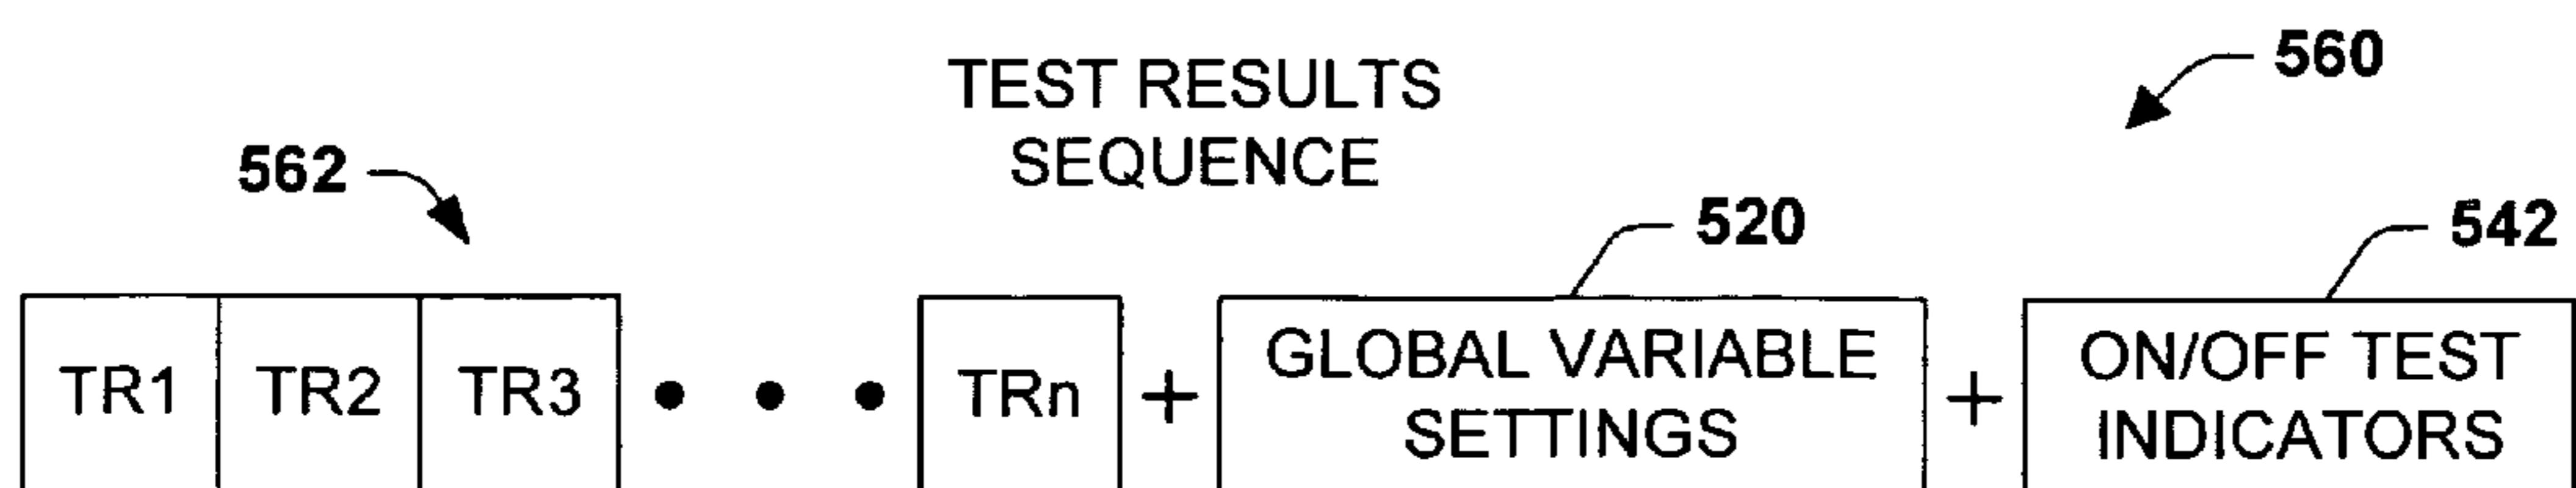 TEST RESULTS
SEQUENCE
560
562
520
542
TR1 TR2 TR3 • • • TRn + GLOBAL VARIABLE SETTINGS + ON/OFF TEST INDICATORS